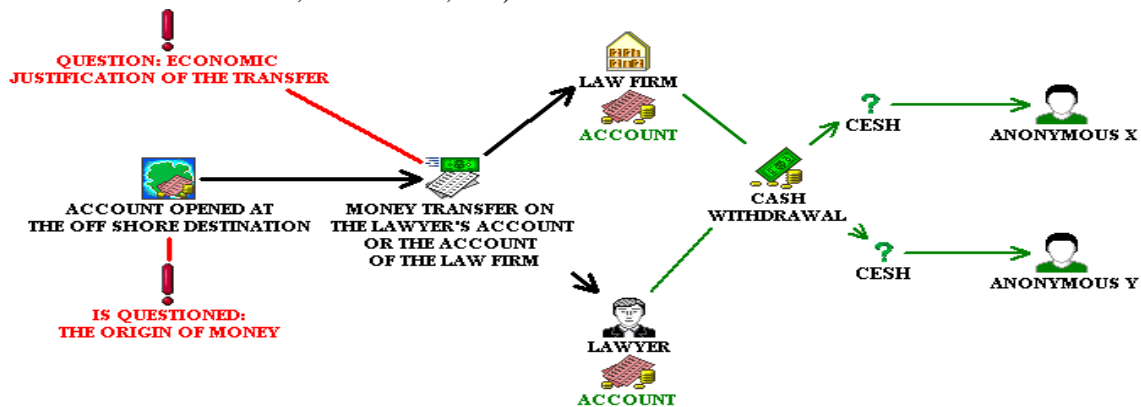 QUESTION: ECONOMIC
JUSTIFICATION OF THE TRANSFER
LAW FIRM
ACCOUNT
CESH
ANONYMOUS X
ACCOUNT OPENED AT
THE OFF SHORE DESTINATION
MONEY TRANSFER ON
THE LAWYER'S ACCOUNT
OR THE ACCOUNT
OF THE LAW FIRM
CASH
WITHDRAWAL
CESH
ANONYMOUS Y
IS QUESTIONED:
THE ORIGIN OF MONEY
LAWYER
ACCOUNT